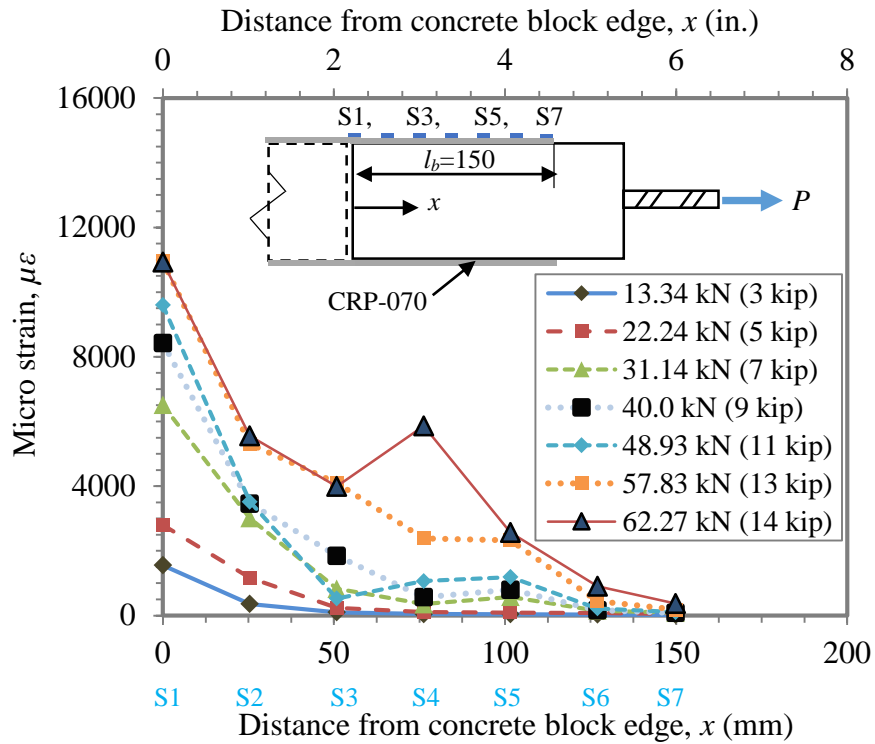 Distance from concrete block edge, x (in.)
0 2 4 6 8
16000
12000
8000
4000
0
Micro strain, με
S1, S3, S5, S7
l_b=150
x
P
CRP-070
13.34 kN (3 kip)
22.24 kN (5 kip)
31.14 kN (7 kip)
40.0 kN (9 kip)
48.93 kN (11 kip)
57.83 kN (13 kip)
62.27 kN (14 kip)
0 50 100 150 200
S1 S2 S3 S4 S5 S6 S7
Distance from concrete block edge, x (mm)